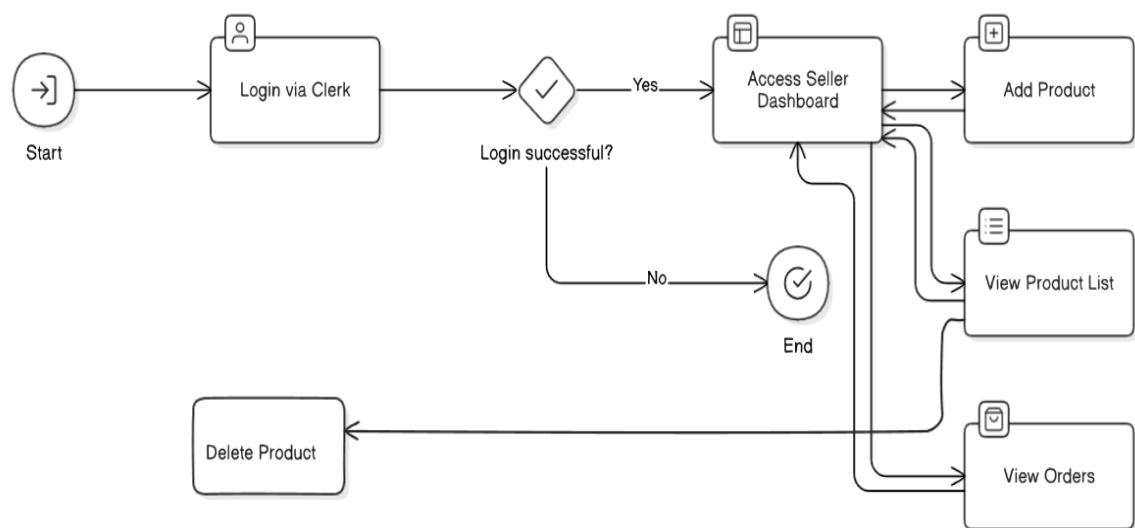 Start
Login via Clerk
Login successful?
Yes
No
End
Access Seller
Dashboard
Add Product
View Product List
View Orders
Delete Product